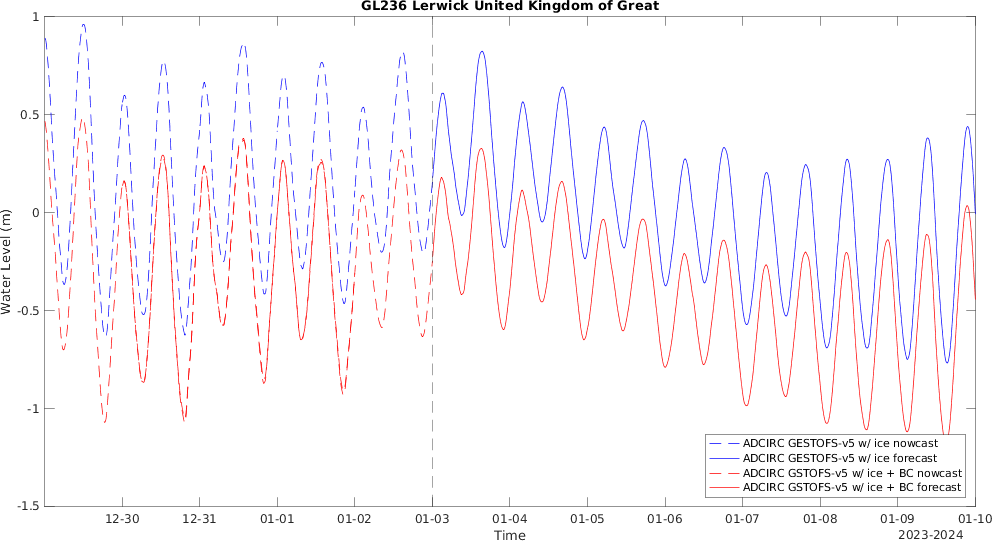 GL236 Lerwick United Kingdom of Great
1
0.5
0
-0.5
-1
-1.5
Water Level (m)
ADCIRC GESTOFS-v5 w/ ice nowcast
ADCIRC GESTOFS-v5 w/ ice forecast
ADCIRC GSTOFS-v5 w/ ice + BC nowcast
ADCIRC GSTOFS-v5 w/ ice + BC forecast
12-30 12-31 01-01 01-02 01-03 01-04 01-05 01-06 01-07 01-08 01-09 01-10
Time
2023-2024